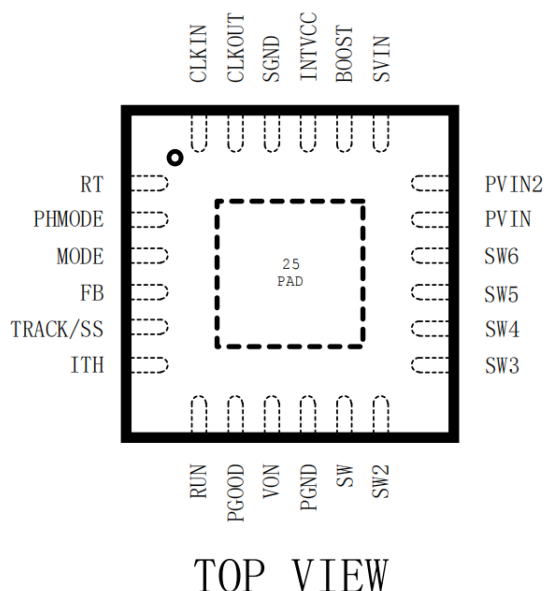 CLKIN
CLKOUT
SGND
INTVCC
BOOST
SVIN
RT
PHMODE
MODE
FB
TRACK/SS
ITH
25
PAD
PVIN2
PVIN
SW6
SW5
SW4
SW3
RUN
PGOOD
VON
PGND
SW
SW2
TOP VIEW